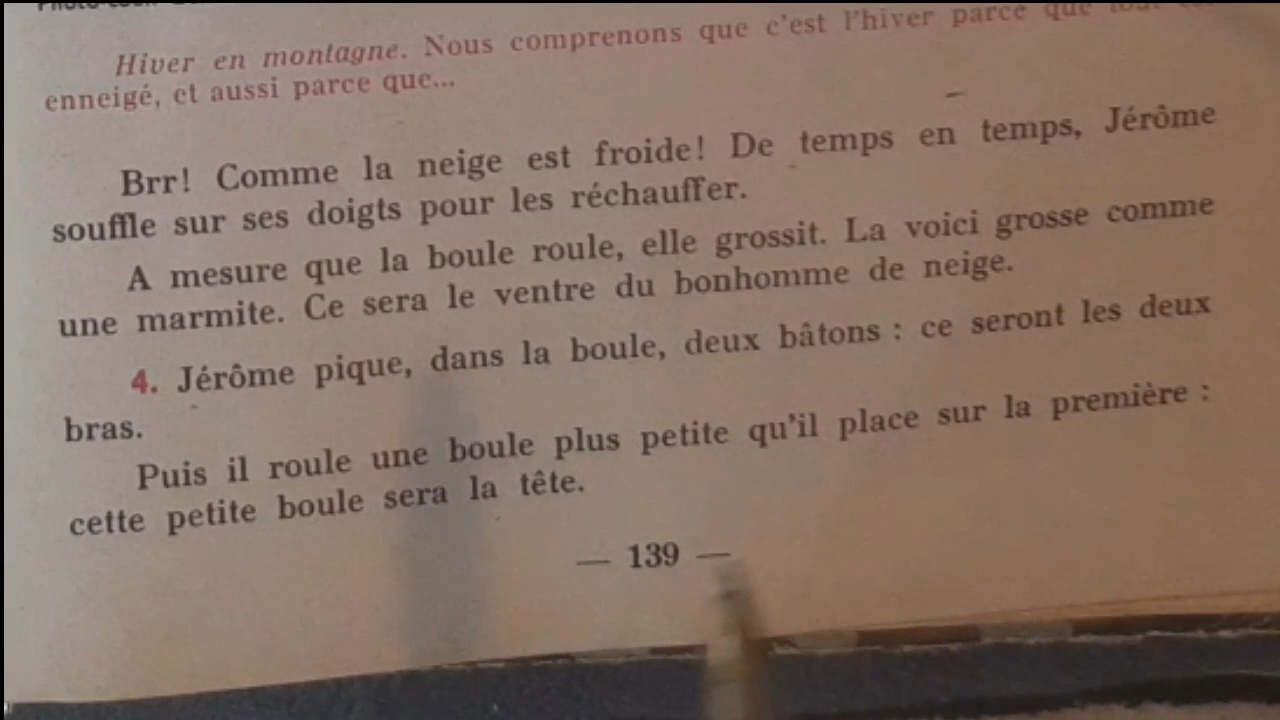 Hiver en montagne. Nous comprenons que c'est l'hiver parce que tout
enneigé, et aussi parce que...
Brr! Comme la neige est froide! De temps en temps, Jérôme
souffle sur ses doigts pour les réchauffer.
A mesure que la boule roule, elle grossit. La voici grosse comme
une marmite. Ce sera le ventre du bonhomme de neige.
4. Jérôme pique, dans la boule, deux bâtons : ce seront les deux
bras.
Puis il roule une boule plus petite qu'il place sur la première :
cette petite boule sera la tête.
— 139 —